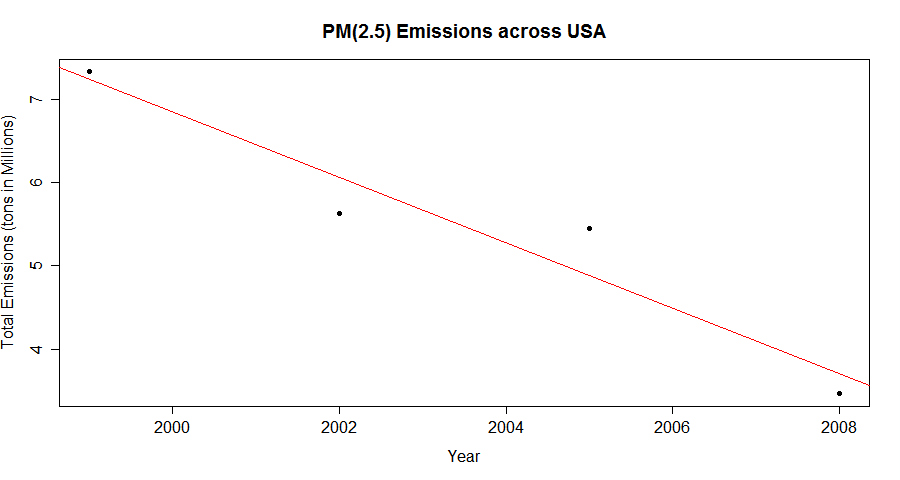 PM(2.5) Emissions across USA
Total Emissions (tons in Millions)
7
6
5
4
2000 2002 2004 2006 2008
Year